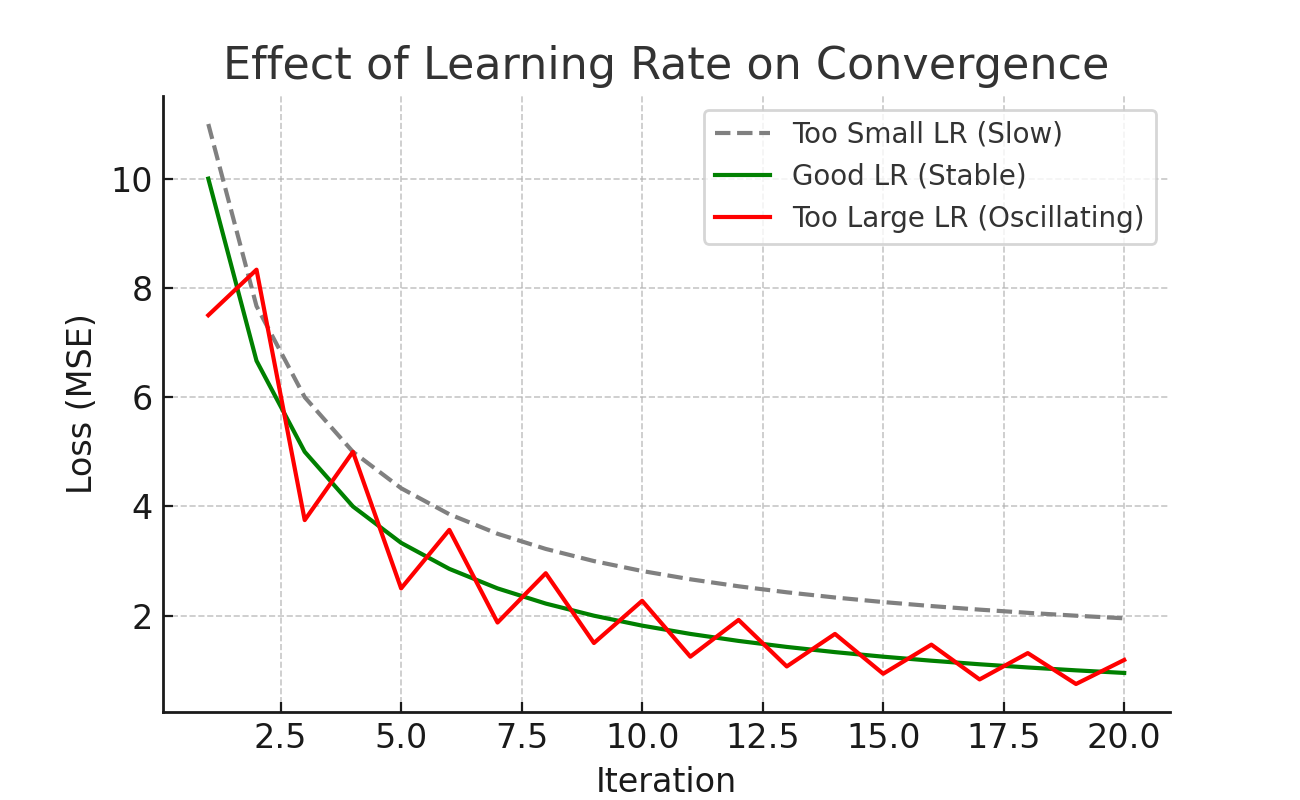 Effect of Learning Rate on Convergence
Too Small LR (Slow)
Good LR (Stable)
Too Large LR (Oscillating)
10
8
6
4
2
Loss (MSE)
2.5 5.0 7.5 10.0 12.5 15.0 17.5 20.0
Iteration